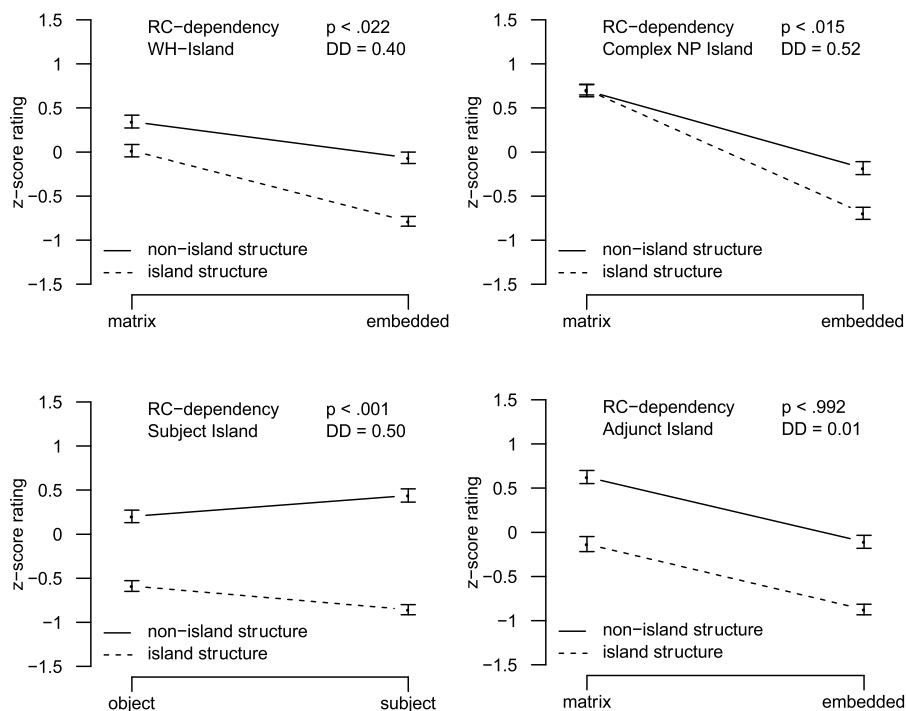 RC−dependency p < .022
WH−Island DD = 0.40
1.5
1
0.5
0
−0.5
−1
−1.5
z−score rating
non−island structure
island structure
matrix embedded
RC−dependency p < .015
Complex NP Island DD = 0.52
1.5
1
0.5
0
−0.5
−1
−1.5
z−score rating
non−island structure
island structure
matrix embedded
RC−dependency p < .001
Subject Island DD = 0.50
1.5
1
0.5
0
−0.5
−1
−1.5
z−score rating
non−island structure
island structure
object subject
RC−dependency p < .992
Adjunct Island DD = 0.01
1.5
1
0.5
0
−0.5
−1
−1.5
z−score rating
non−island structure
island structure
matrix embedded